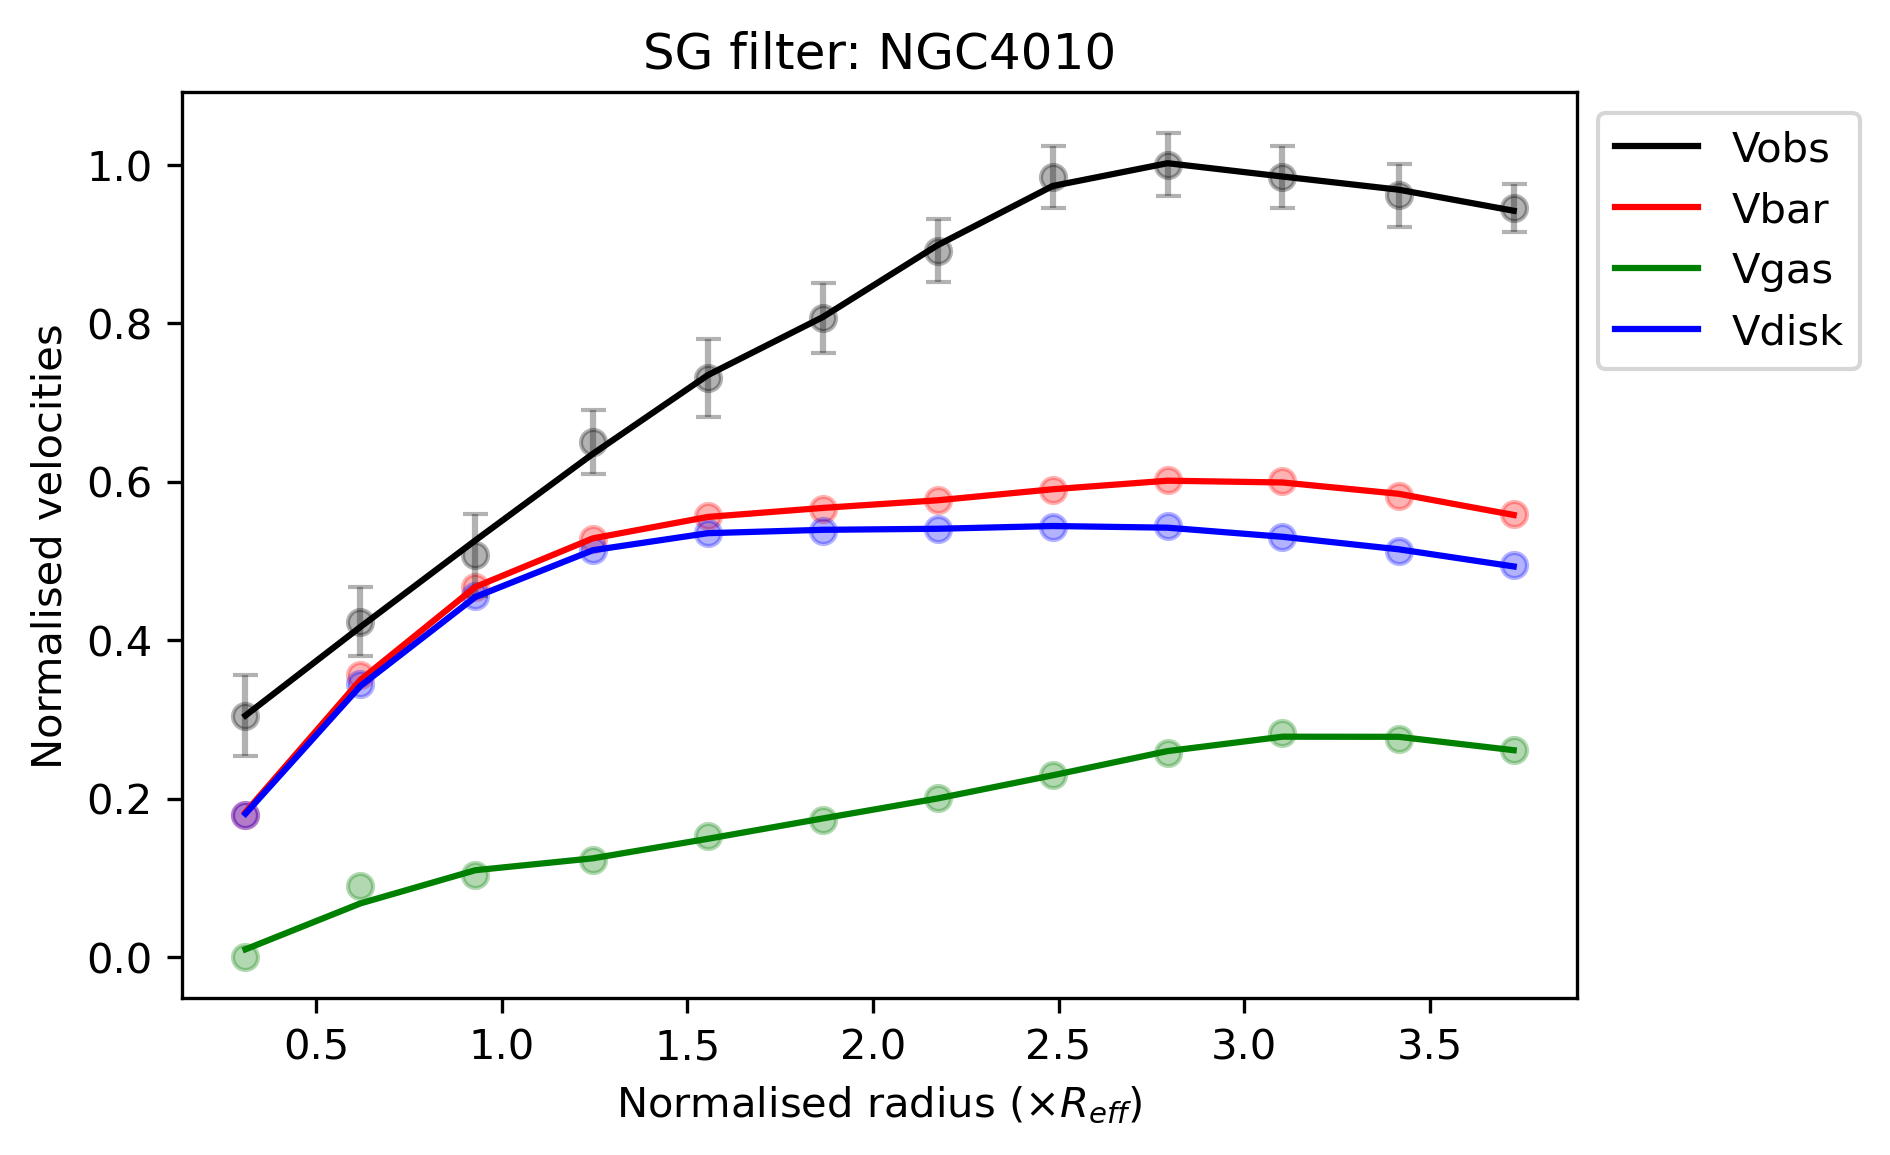 SG filter: NGC4010
Normalised velocities
1.0
0.8
0.6
0.4
0.2
0.0
0.5 1.0 1.5 2.0 2.5 3.0 3.5
Normalised radius (×R_eff)
Vobs
Vbar
Vgas
Vdisk